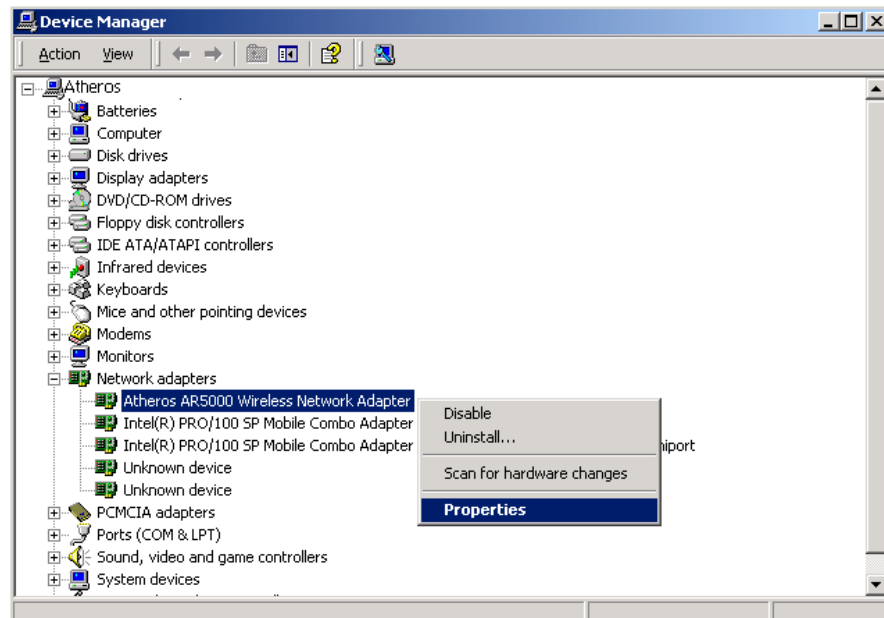 Device Manager
Action View
Atheros
Batteries
Computer
Disk drives
Display adapters
DVD/CD-ROM drives
Floppy disk controllers
IDE ATA/ATAPI controllers
Infrared devices
Keyboards
Mice and other pointing devices
Modems
Monitors
Network adapters
Atheros AR5000 Wireless Network Adapter
Intel(R) PRO/100 SP Mobile Combo Adapter
Intel(R) PRO/100 SP Mobile Combo Adapter niport
Unknown device
Unknown device
PCMCIA adapters
Ports (COM & LPT)
Sound, video and game controllers
System devices
Disable
Uninstall...
Scan for hardware changes
Properties